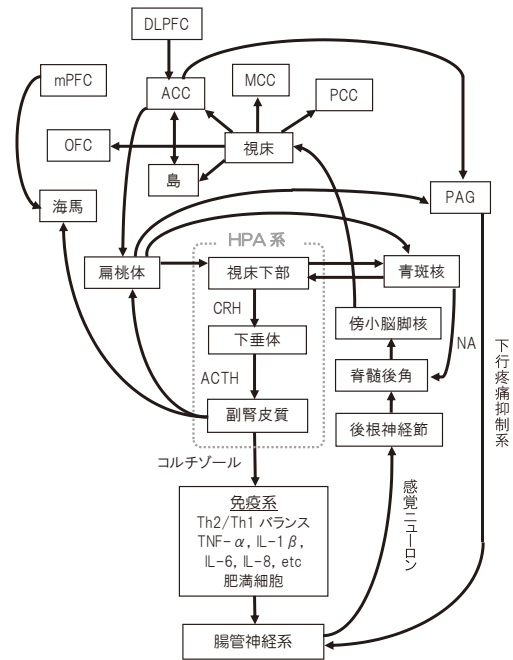 DLPFC
mPFC
ACC
MCC
PCC
OFC
視床
島
海馬
PAG
HPA系
扁桃体
視床下部
青斑核
CRH
傍小脳脚核
NA
下垂体
下行疼痛抑制系
ACTH
脊髄後角
副腎皮質
後根神経節
コルチゾール
感覚ニューロン
免疫系
Th2/Th1 バランス
TNF-α, IL-1β,
IL-6, IL-8, etc
肥満細胞
腸管神経系